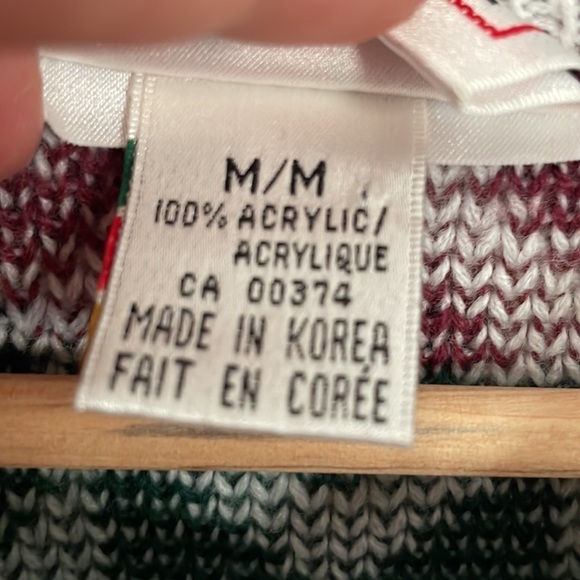 M/M
100% ACRYLIC/
ACRYLIQUE
CA 00374
MADE IN KOREA
FAIT EN CORÉE